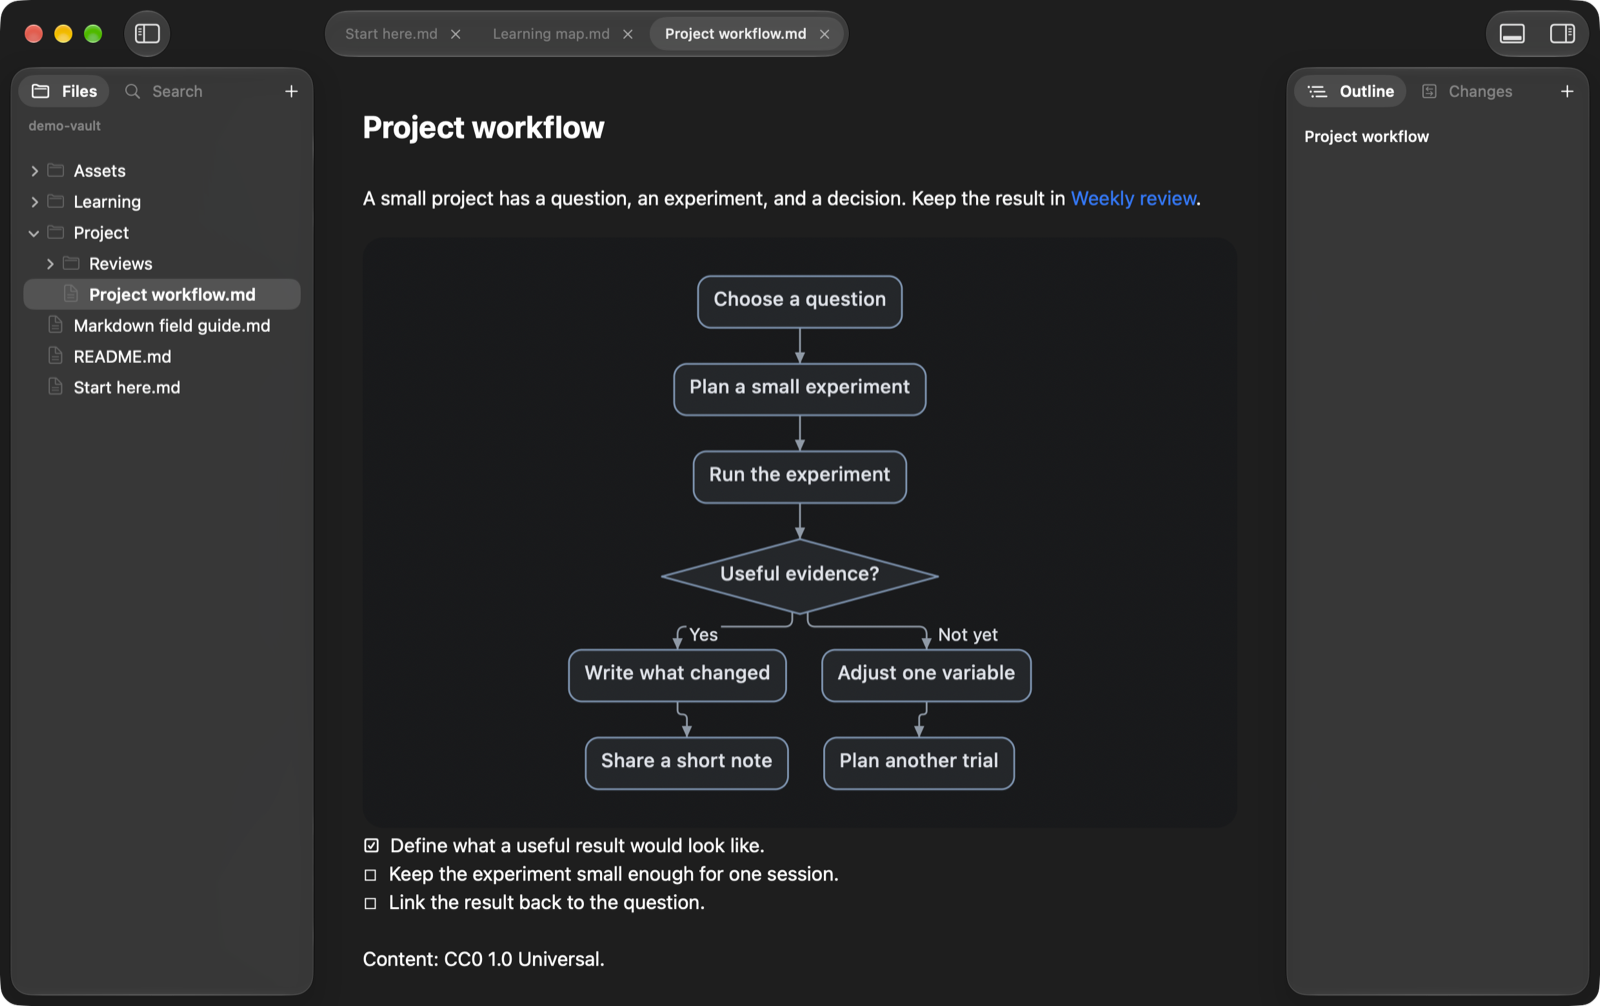 Start here.md
Learning map.md
Project workflow.md
Files
Search
demo-vault
Assets
Learning
Project
Reviews
Project workflow.md
Markdown field guide.md
README.md
Start here.md
Project workflow
A small project has a question, an experiment, and a decision. Keep the result in Weekly review.
Choose a question
Plan a small experiment
Run the experiment
Useful evidence?
Yes
Not yet
Write what changed
Adjust one variable
Share a short note
Plan another trial
Define what a useful result would look like.
Keep the experiment small enough for one session.
Link the result back to the question.
Content: CC0 1.0 Universal.
Outline
Changes
Project workflow